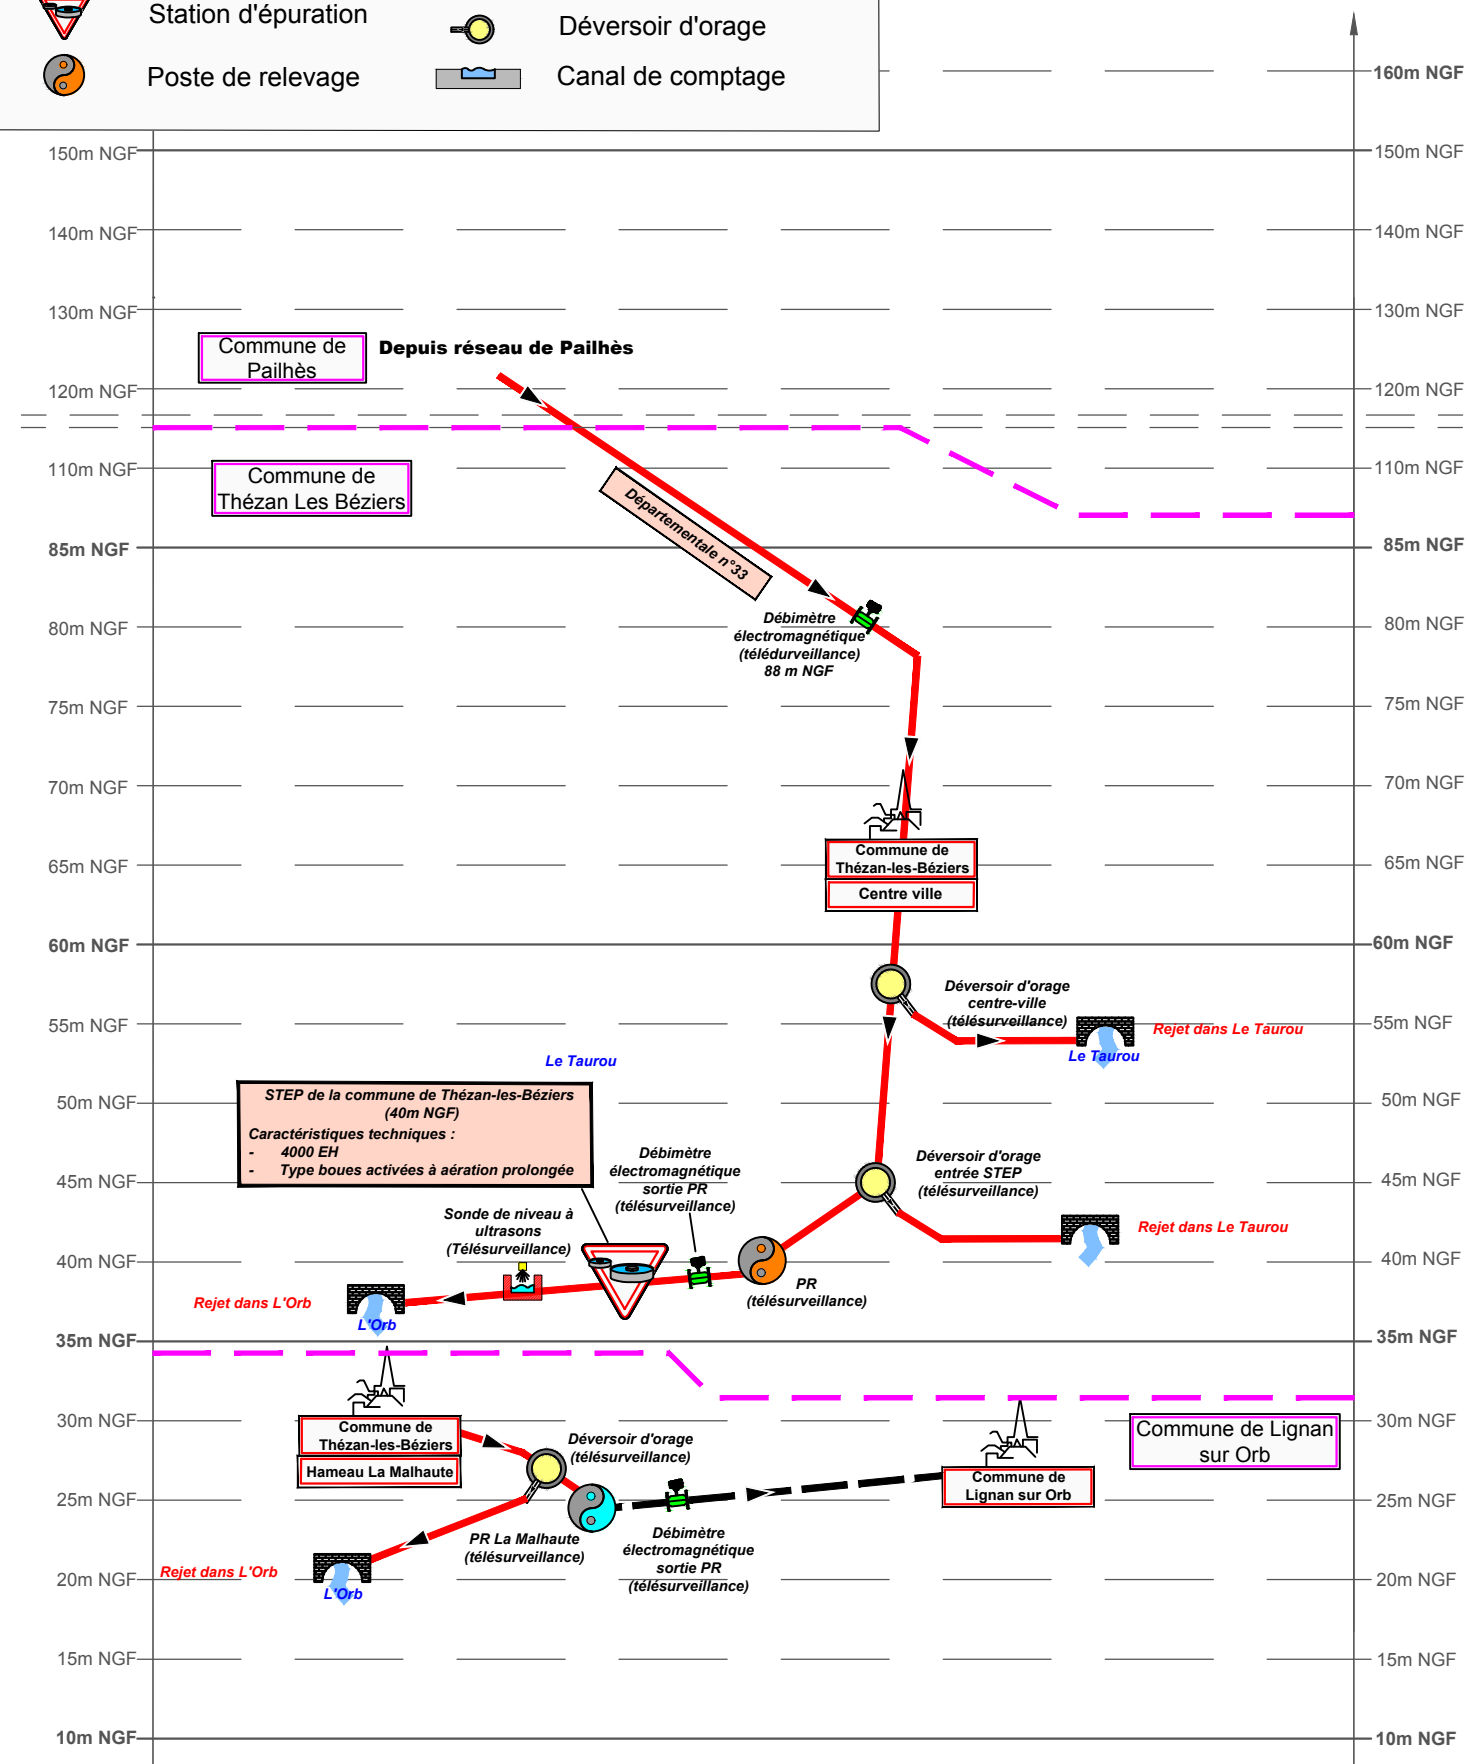 Station d'épuration
Déversoir d'orage
Poste de relevage
Canal de comptage
160m NGF
150m NGF
150m NGF
140m NGF
140m NGF
130m NGF
130m NGF
Commune de
Pailhès
Depuis réseau de Pailhès
120m NGF
120m NGF
110m NGF
110m NGF
Commune de
Thézan Les Béziers
Départementale n°33
85m NGF
85m NGF
Débimètre
électromagnétique
(télédurveillance)
88 m NGF
80m NGF
80m NGF
75m NGF
75m NGF
70m NGF
70m NGF
Commune de
Thézan-les-Béziers
Centre ville
65m NGF
65m NGF
60m NGF
60m NGF
Déversoir d'orage
centre-ville
(télésurveillance)
55m NGF
55m NGF
Rejet dans Le Taurou
Le Taurou
Le Taurou
STEP de la commune de Thézan-les-Béziers
(40m NGF)
Caractéristiques techniques :
- 4000 EH
- Type boues activées à aération prolongée
50m NGF
50m NGF
Débimètre
électromagnétique
sortie PR
(télésurveillance)
Déversoir d'orage
entrée STEP
(télésurveillance)
45m NGF
45m NGF
Sonde de niveau à
ultrasons
(Télésurveillance)
Rejet dans Le Taurou
40m NGF
40m NGF
PR
(télésurveillance)
Rejet dans L'Orb
L'Orb
35m NGF
35m NGF
Commune de
Thézan-les-Béziers
Hameau La Malhaute
30m NGF
30m NGF
Déversoir d'orage
(télésurveillance)
Commune de Lignan
sur Orb
Commune de
Lignan sur Orb
25m NGF
25m NGF
PR La Malhaute
(télésurveillance)
Débimètre
électromagnétique
sortie PR
(télésurveillance)
Rejet dans L'Orb
L'Orb
20m NGF
20m NGF
15m NGF
15m NGF
10m NGF
10m NGF